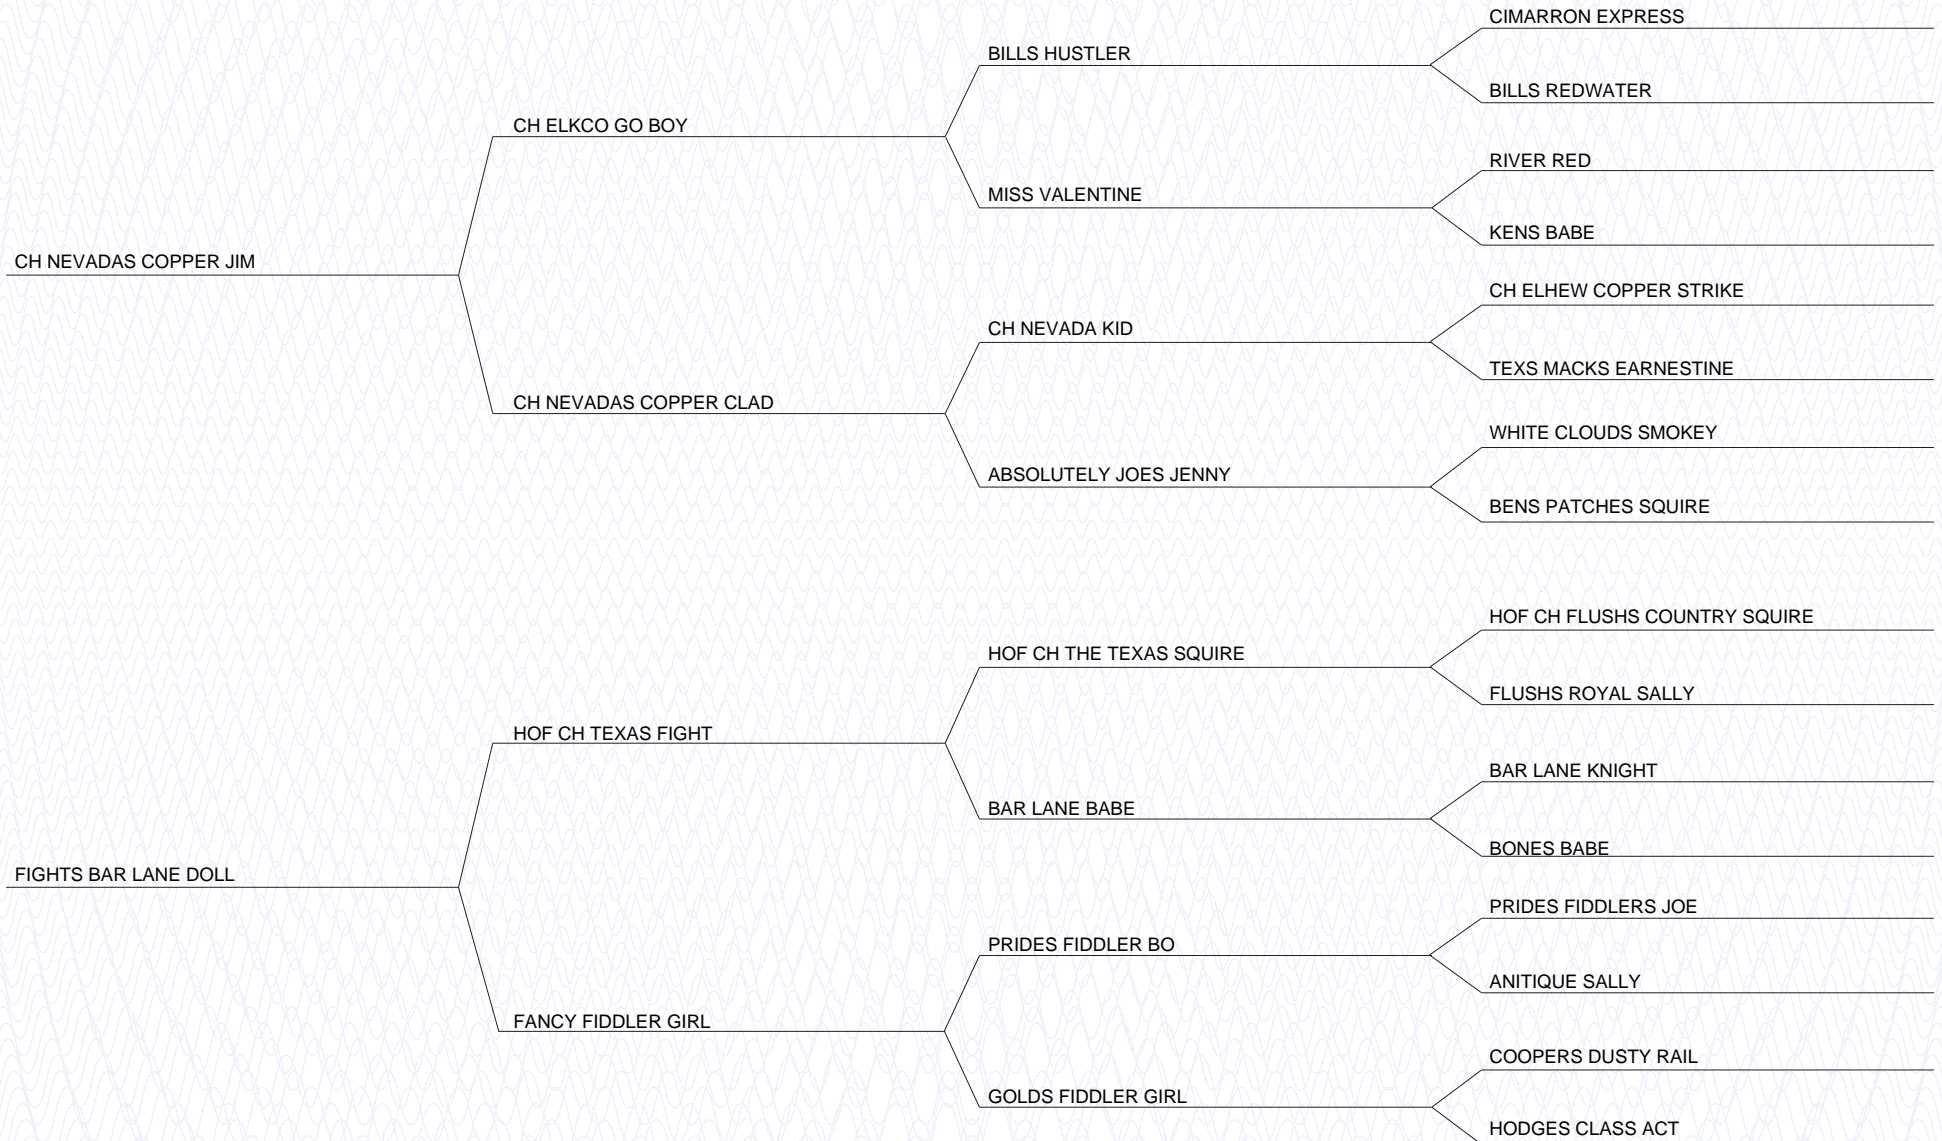 CIMARRON EXPRESS
BILLS HUSTLER
BILLS REDWATER
CH ELKCO GO BOY
RIVER RED
MISS VALENTINE
KENS BABE
CH NEVADAS COPPER JIM
CH ELHEW COPPER STRIKE
CH NEVADA KID
TEXS MACKS EARNESTINE
CH NEVADAS COPPER CLAD
WHITE CLOUDS SMOKEY
ABSOLUTELY JOES JENNY
BENS PATCHES SQUIRE
HOF CH FLUSHS COUNTRY SQUIRE
HOF CH THE TEXAS SQUIRE
FLUSHS ROYAL SALLY
HOF CH TEXAS FIGHT
BAR LANE KNIGHT
BAR LANE BABE
BONES BABE
FIGHTS BAR LANE DOLL
PRIDES FIDDLERS JOE
PRIDES FIDDLER BO
ANITIQUE SALLY
FANCY FIDDLER GIRL
COOPERS DUSTY RAIL
GOLDS FIDDLER GIRL
HODGES CLASS ACT